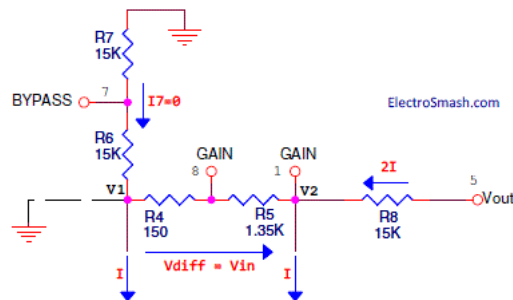 R7
15K
BYPASS
7
I7=0
ElectroSmash.com
R6
15K
GAIN
8
GAIN
1
2I
5
V1
V2
Vout
R4
150
R5
1.35K
R8
15K
I
Vdiff = Vin
I